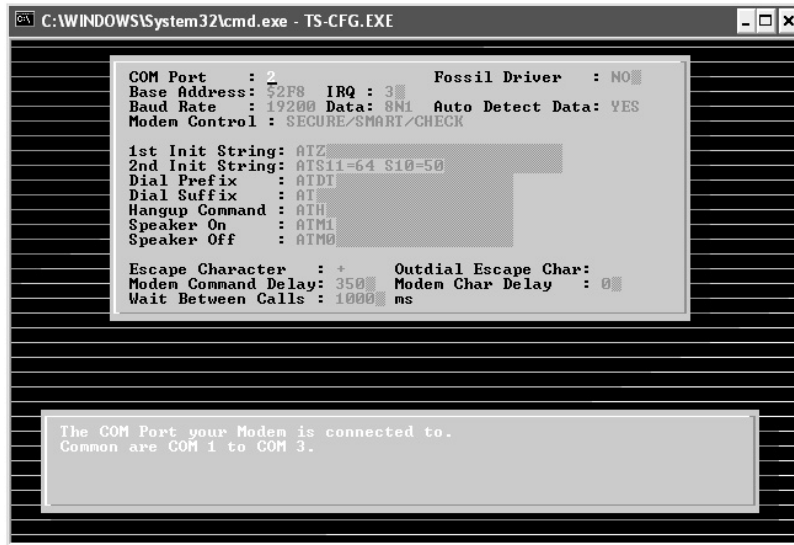 C:\WINDOWS\System32\cmd.exe - TS-CFG.EXE
COM Port : 2 Fossil Driver : NO
Base Address: $2F8 IRQ : 3
Baud Rate : 19200 Data: 8N1 Auto Detect Data: YES
Modem Control : SECURE/SMART/CHECK
1st Init String: ATZ
2nd Init String: ATS11=64 S10=50
Dial Prefix : ATDT
Dial Suffix : AT
Hangup Command : ATH
Speaker On : ATM1
Speaker Off : ATM0
Escape Character : + Outdial Escape Char:
Modem Command Delay: 350 Modem Char Delay : 0
Wait Between Calls : 1000 ms
The COM Port your Modem is connected to.
Common are COM 1 to COM 3.